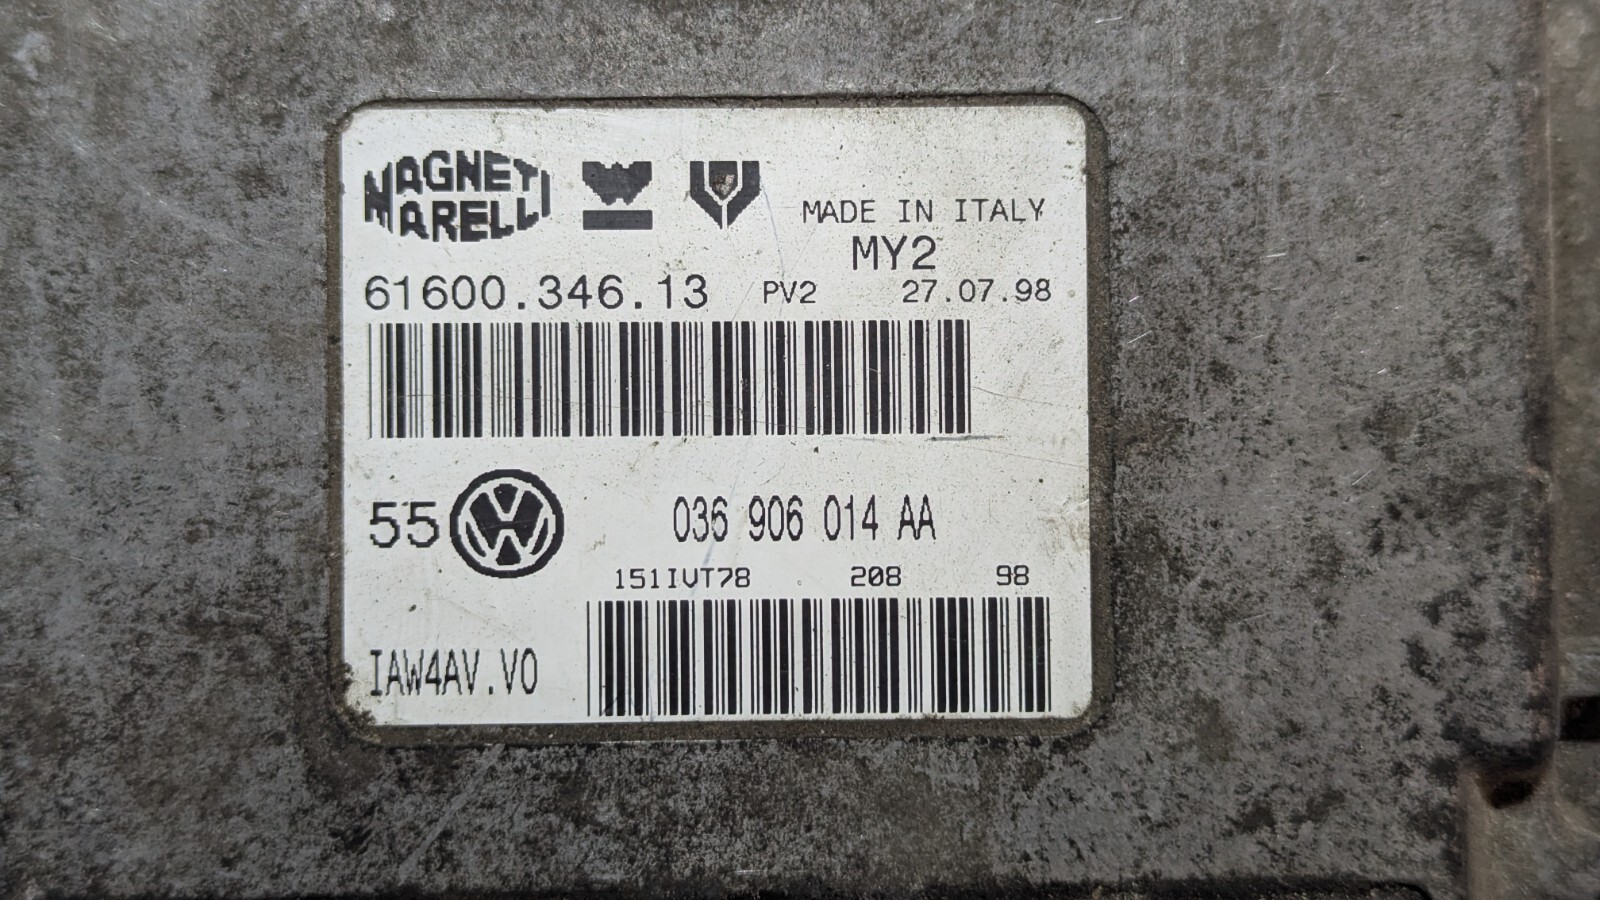 MAGNETI
MARELLI
MADE IN ITALY
MY2
61600.346.13 PV2 27.07.98
55 036 906 014 AA
151IVT78 208 98
IAW4AV.V0